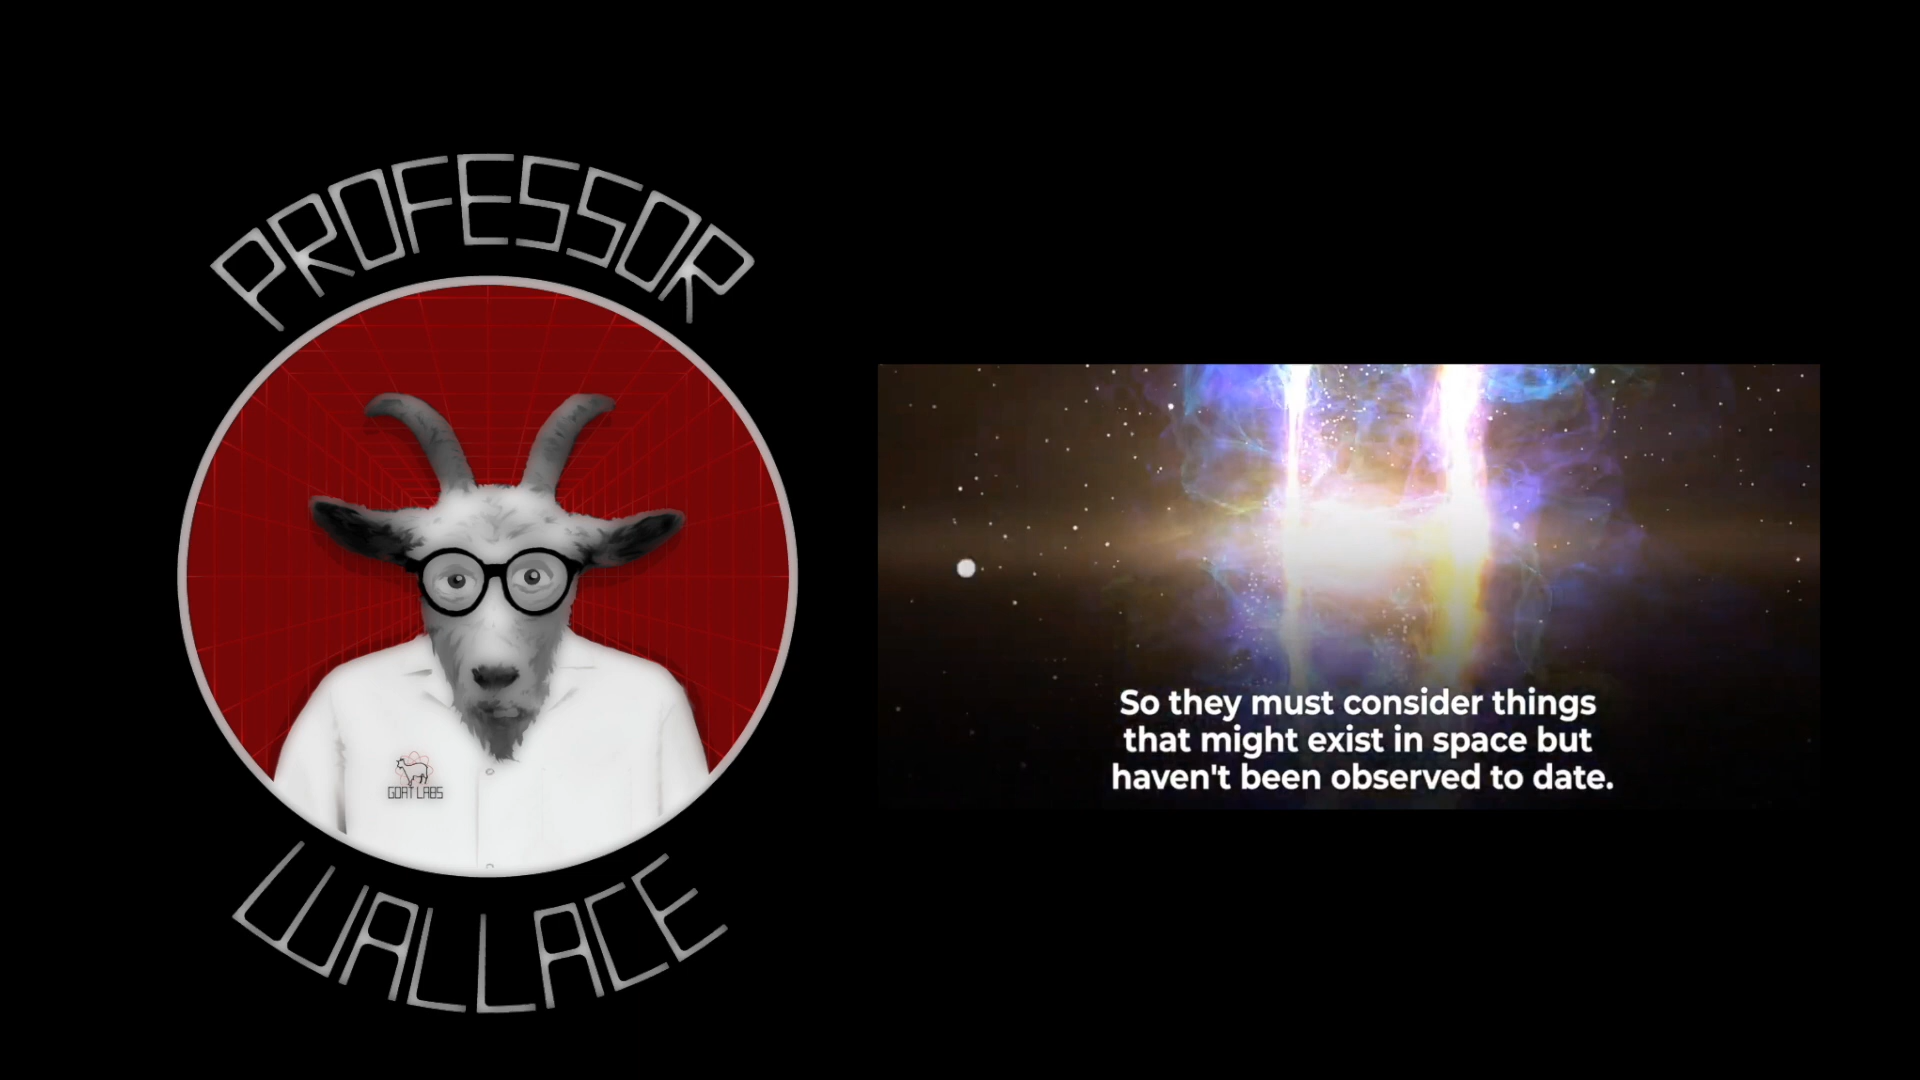 PROFESSOR
GOAT LABS
WALLACE
So they must consider things
that might exist in space but
haven't been observed to date.